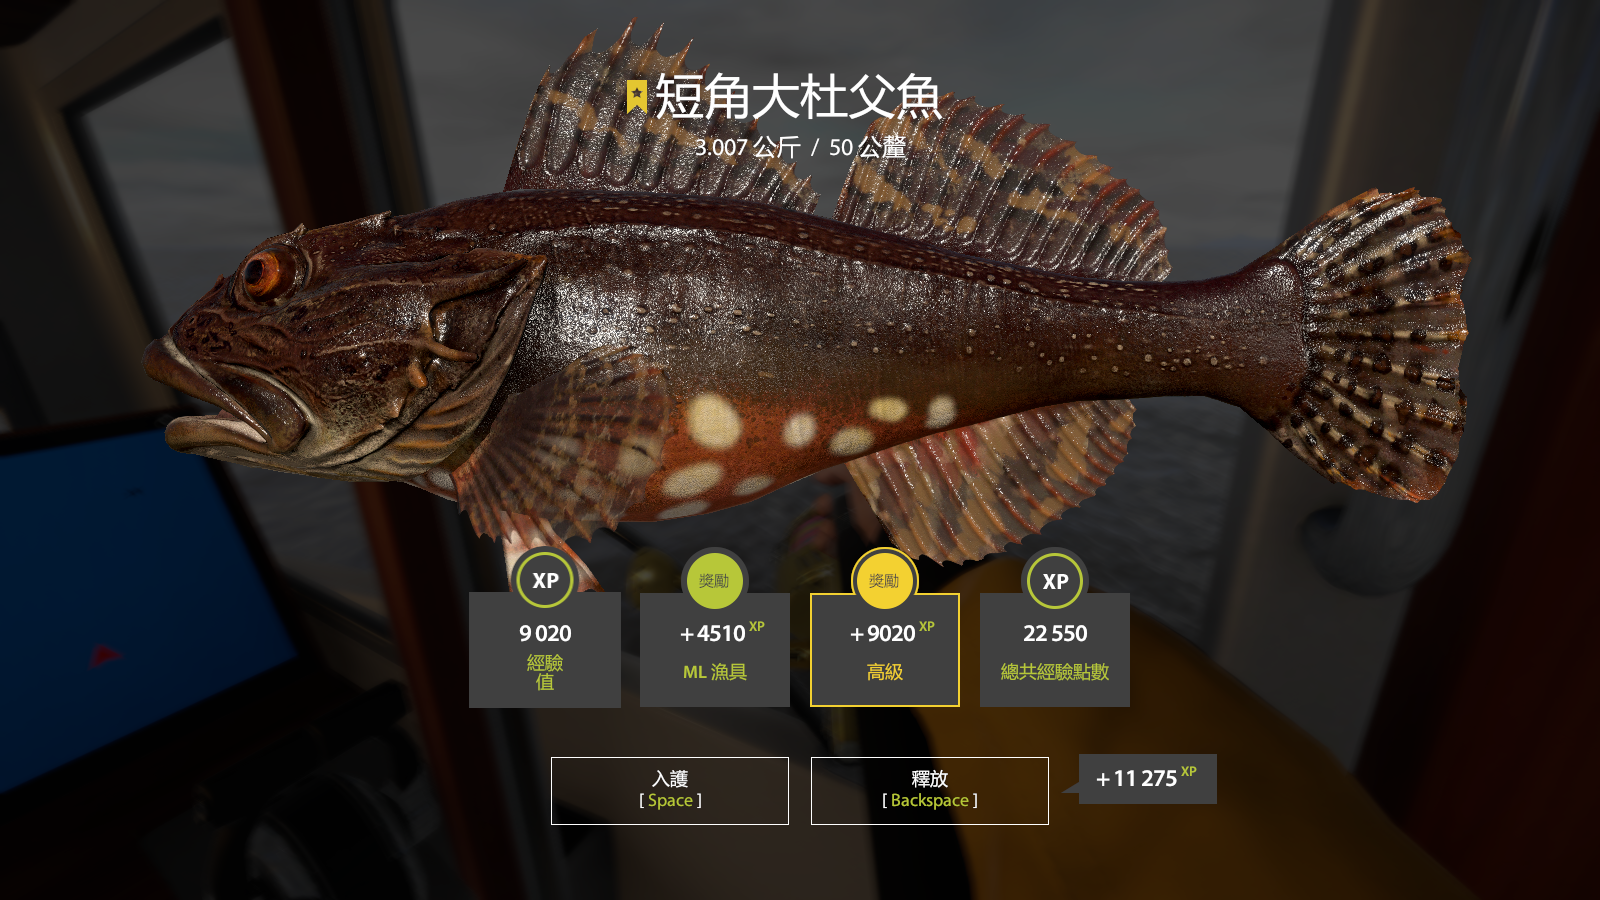 短角大杜父魚
3.007 公斤 / 50 公釐
XP
9 020
經驗
值
獎勵
+4510 XP
ML 漁具
獎勵
+9020 XP
高級
XP
22 550
總共經驗點數
入護
[ Space ]
釋放
[ Backspace ]
+11 275 XP